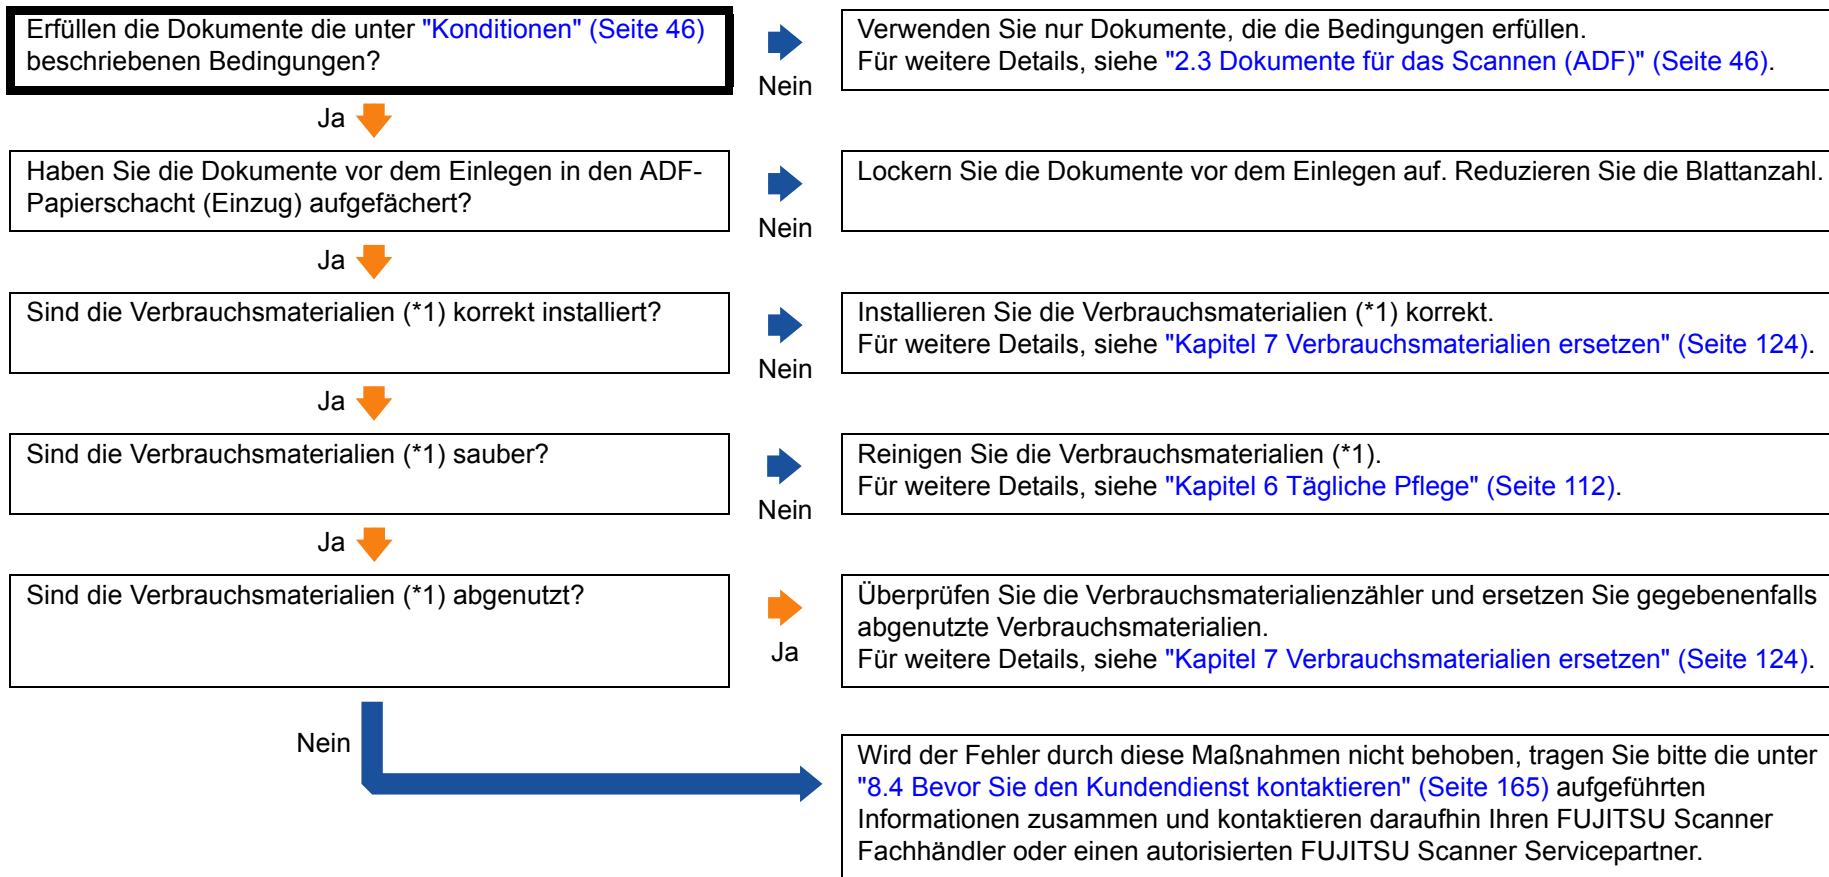 Erfüllen die Dokumente die unter "Konditionen" (Seite 46)
beschriebenen Bedingungen?
Nein
Verwenden Sie nur Dokumente, die die Bedingungen erfüllen.
Für weitere Details, siehe "2.3 Dokumente für das Scannen (ADF)" (Seite 46).
Ja
Haben Sie die Dokumente vor dem Einlegen in den ADF-
Papierschacht (Einzug) aufgefächert?
Nein
Lockern Sie die Dokumente vor dem Einlegen auf. Reduzieren Sie die Blattanzahl.
Ja
Sind die Verbrauchsmaterialien (*1) korrekt installiert?
Nein
Installieren Sie die Verbrauchsmaterialien (*1) korrekt.
Für weitere Details, siehe "Kapitel 7 Verbrauchsmaterialien ersetzen" (Seite 124).
Ja
Sind die Verbrauchsmaterialien (*1) sauber?
Nein
Reinigen Sie die Verbrauchsmaterialien (*1).
Für weitere Details, siehe "Kapitel 6 Tägliche Pflege" (Seite 112).
Ja
Sind die Verbrauchsmaterialien (*1) abgenutzt?
Ja
Überprüfen Sie die Verbrauchsmaterialienzähler und ersetzen Sie gegebenenfalls
abgenutzte Verbrauchsmaterialien.
Für weitere Details, siehe "Kapitel 7 Verbrauchsmaterialien ersetzen" (Seite 124).
Nein
Wird der Fehler durch diese Maßnahmen nicht behoben, tragen Sie bitte die unter
"8.4 Bevor Sie den Kundendienst kontaktieren" (Seite 165) aufgeführten
Informationen zusammen und kontaktieren daraufhin Ihren FUJITSU Scanner
Fachhändler oder einen autorisierten FUJITSU Scanner Servicepartner.